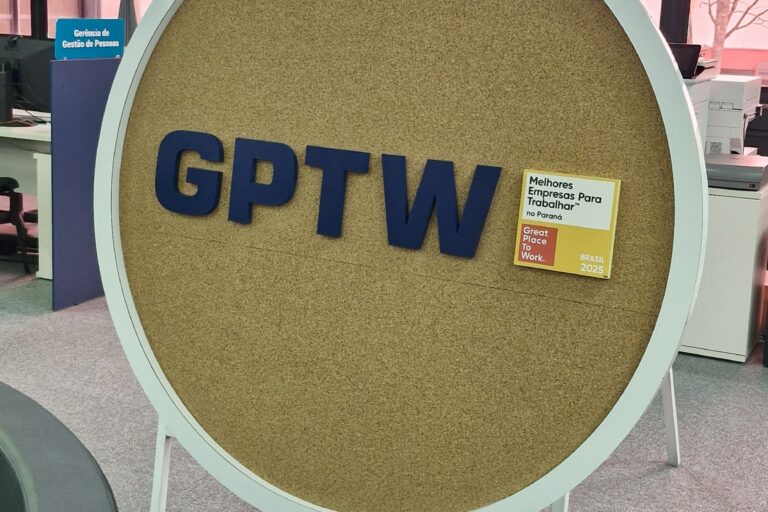 Gerência de
Gestão de Pessoas
GPTW
Melhores
Empresas Para
Trabalhar™
no Paraná
Great
Place
To
Work.
BRASIL
2025